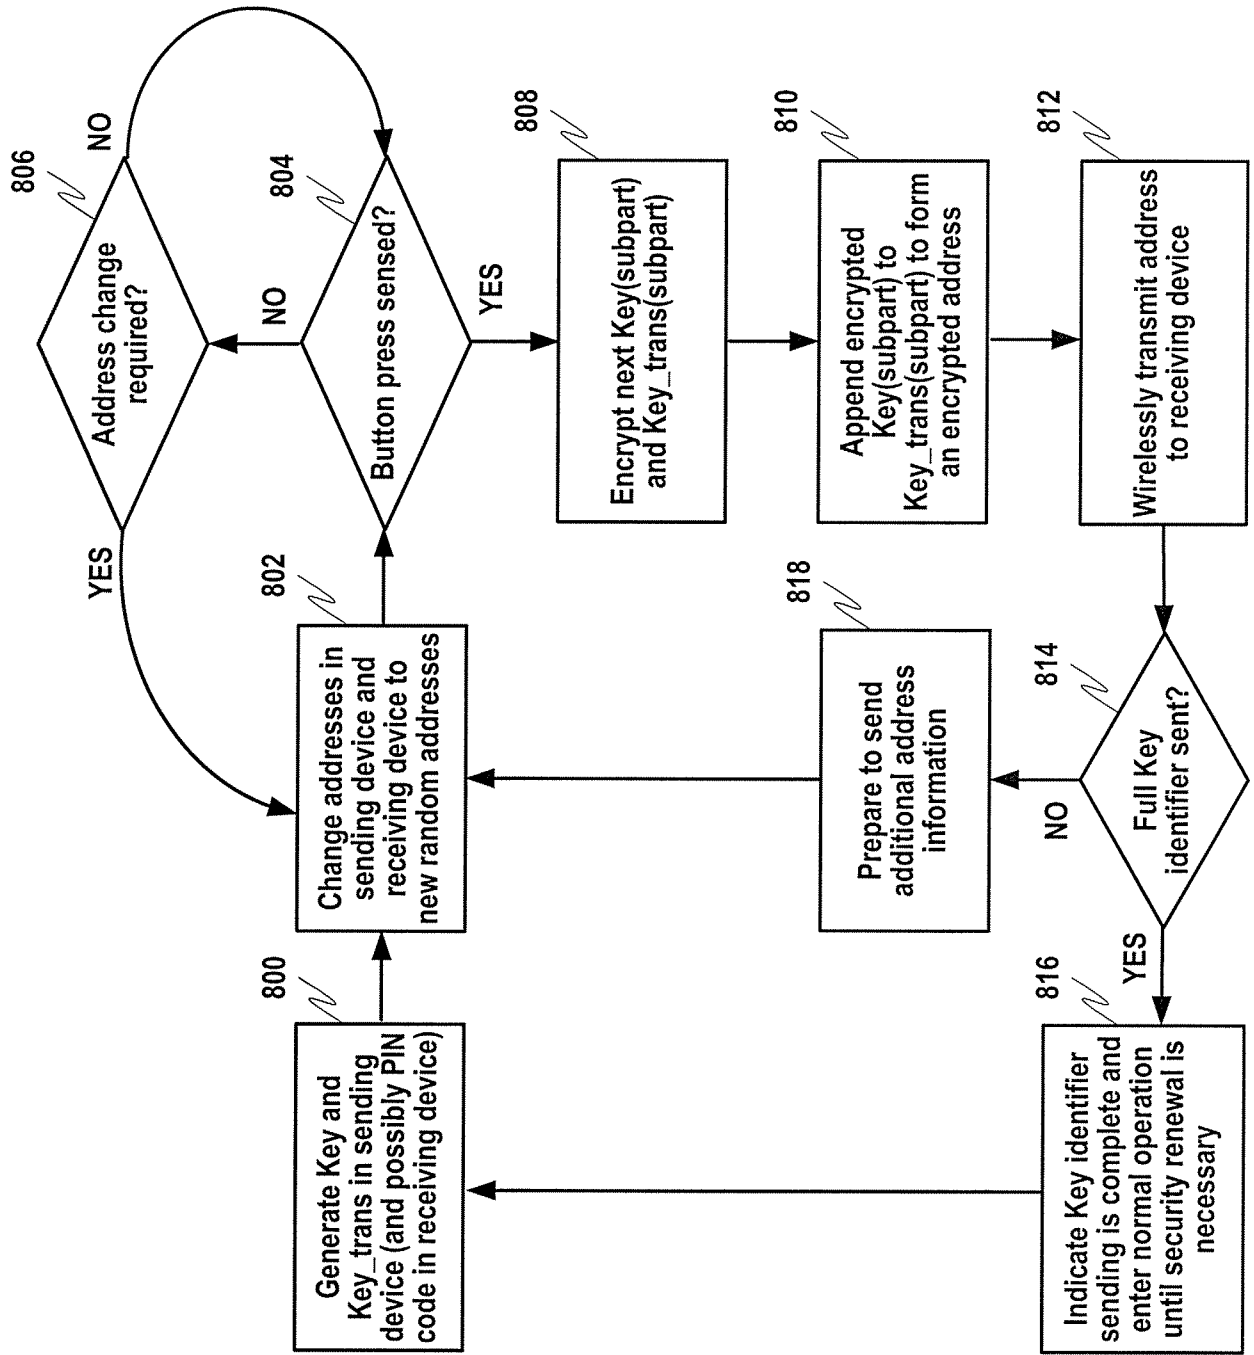 800
Generate Key and
Key_trans in sending
device (and possibly PIN
code in receiving device)
802
Change addresses in
sending device and
receiving device to
new random addresses
804
Button press sensed?
NO
YES
806
Address change
required?
YES
NO
808
Encrypt next Key(subpart)
and Key_trans(subpart)
810
Append encrypted
Key(subpart) to
Key_trans(subpart) to form
an encrypted address
812
Wirelessly transmit address
to receiving device
814
Full Key
identifier sent?
NO
YES
818
Prepare to send
additional address
information
816
Indicate Key identifier
sending is complete and
enter normal operation
until security renewal is
necessary